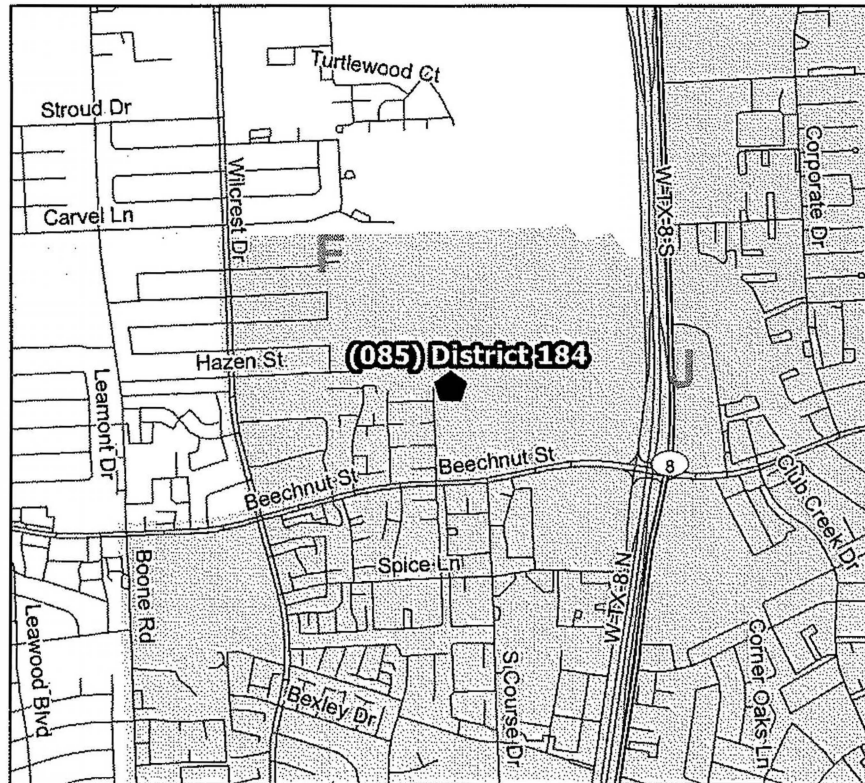 Turtlewood Ct
Stroud Dr
Corporate Dr
Wilcrest Dr
W-TX-8-S
Carvel Ln
F
Hazen St
(085) District 184
J
Leamont Dr
Beechnut St
Beechnut St
8
Club Creek Dr
Boone Rd
Spice Ln
W-TX-8-N
Leawood Blvd
S Course Dr
Corner Oaks Ln
Bexley Dr